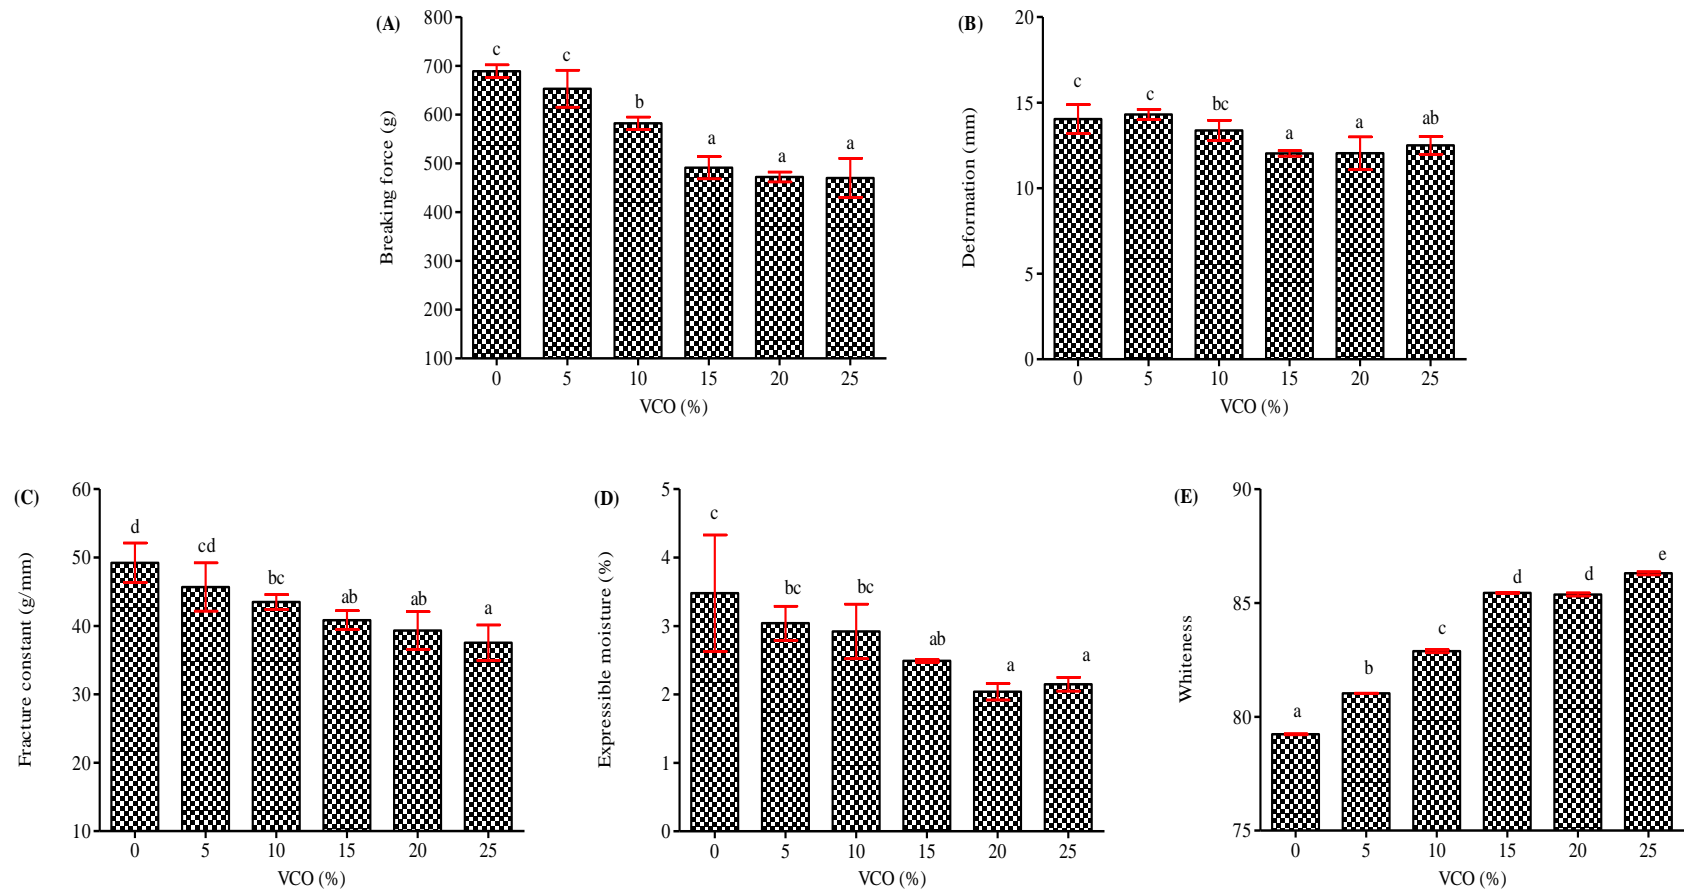 (A)
Breaking force (g)
800
700
600
500
400
300
200
100
c
c
b
a
a
a
0 5 10 15 20 25
VCO (%)
(B)
Deformation (mm)
20
15
10
5
0
c
c
bc
a
a
ab
0 5 10 15 20 25
VCO (%)
(C)
Fracture constant (g/mm)
60
50
40
30
20
10
d
cd
bc
ab
ab
a
0 5 10 15 20 25
VCO (%)
(D)
Expressible moisture (%)
5
4
3
2
1
0
c
bc
bc
ab
a
a
0 5 10 15 20 25
VCO (%)
(E)
Whiteness
90
85
80
75
a
b
c
d
d
e
0 5 10 15 20 25
VCO (%)